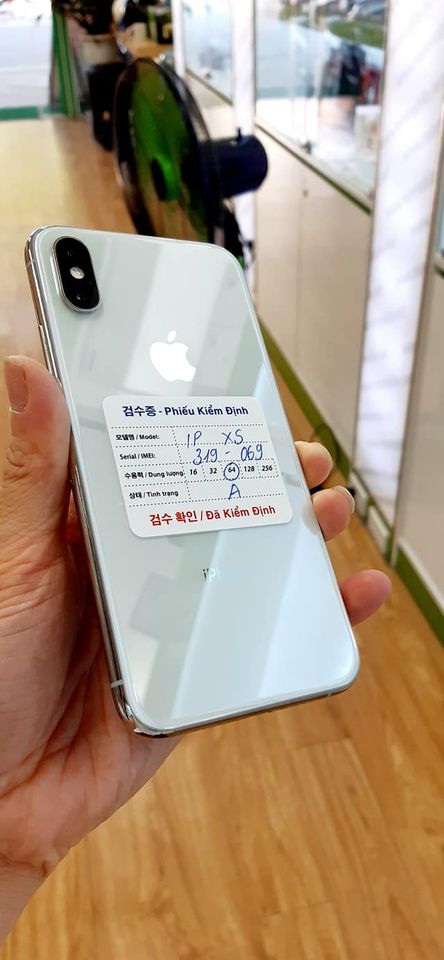 검수증 - Phiếu Kiểm Định
모델명 / Model: IP XS
Serial / IMEI: 319 - 069
수용력 / Dung lượng 16 32 64 128 256
상태 / Tình trạng A
검수 확인 / Đã Kiểm Định